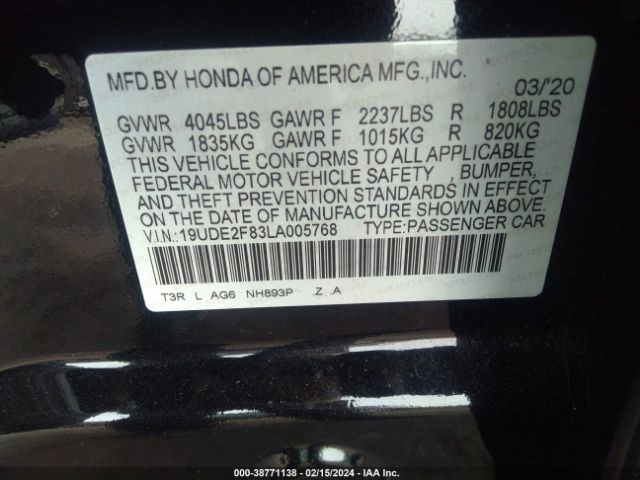 MFD.BY HONDA OF AMERICA MFG.,INC. 03/'20
GVWR 4045LBS GAWR F 2237LBS R 1808LBS
GVWR 1835KG GAWR F 1015KG R 820KG
THIS VEHICLE CONFORMS TO ALL APPLICABLE
FEDERAL MOTOR VEHICLE SAFETY BUMPER,
AND THEFT PREVENTION STANDARDS IN EFFECT
ON THE DATE OF MANUFACTURE SHOWN ABOVE.
V.I.N.:19UDE2F83LA005768 TYPE:PASSENGER CAR
T3R L AG6 NH893P .Z .A
000-38771138 - 02/15/2024 - IAA Inc.